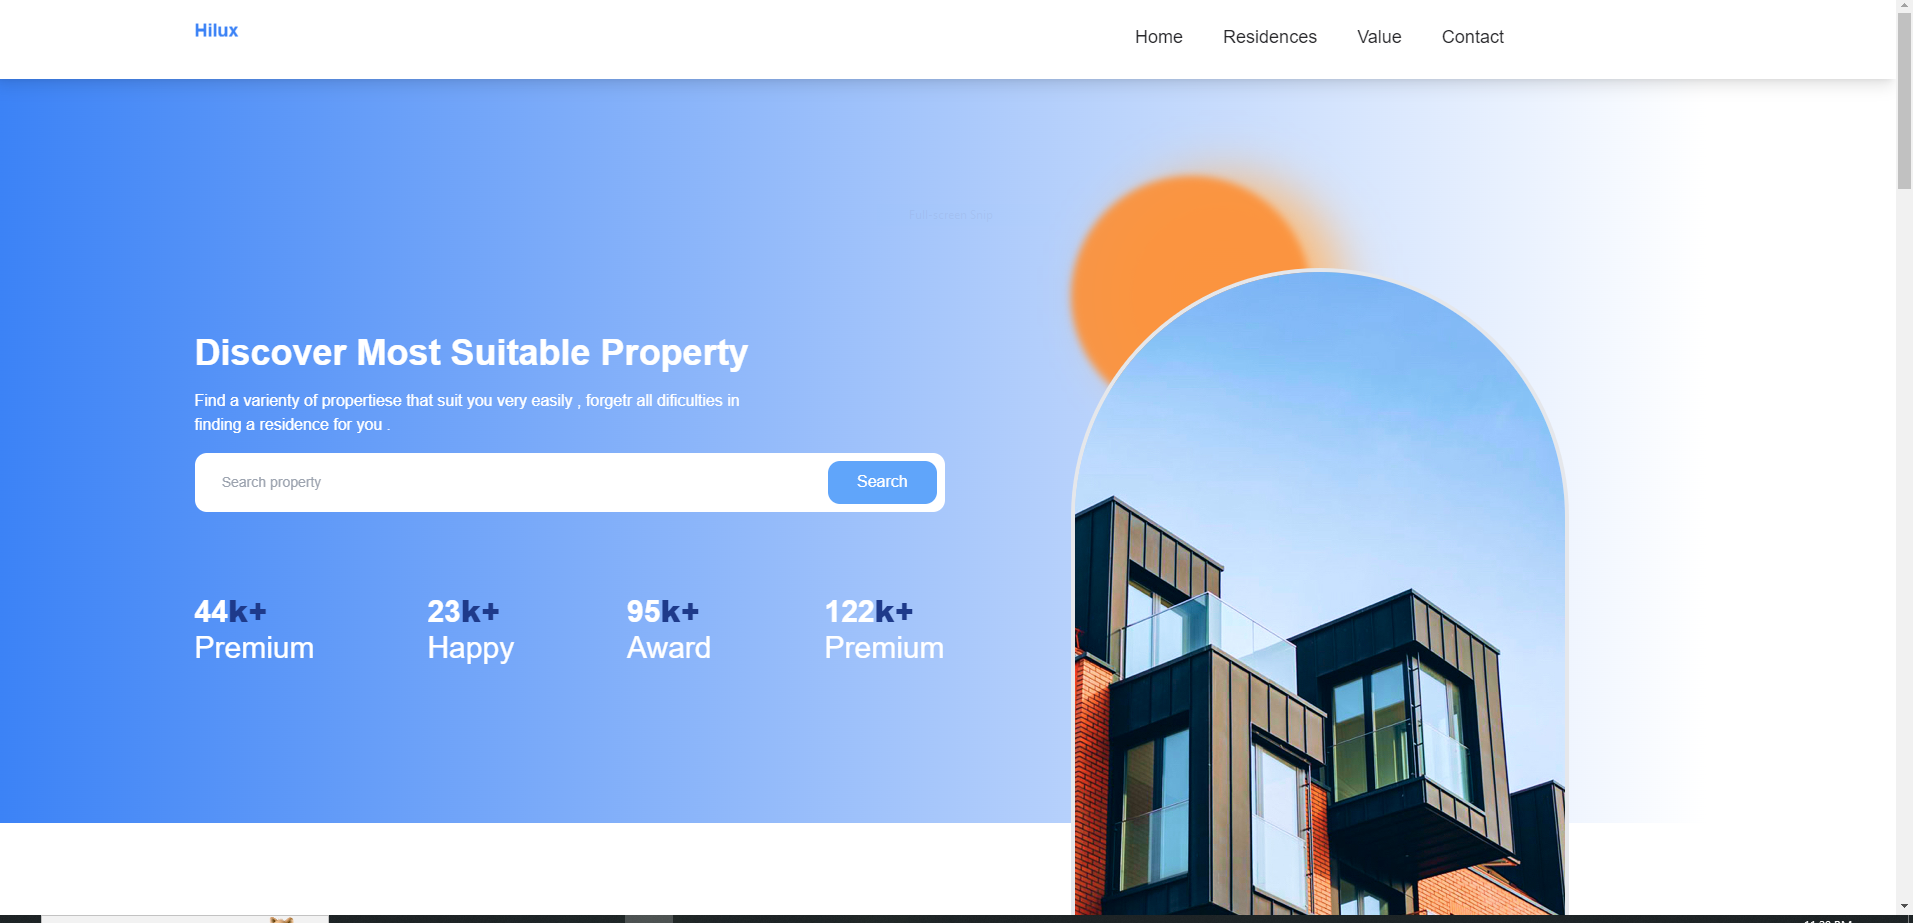 Hilux
Home Residences Value Contact
Discover Most Suitable Property
Find a varienty of propertiese that suit you very easily , forgetr all dificulties in
finding a residence for you .
Search property Search
44k+ 23k+ 95k+ 122k+
Premium Happy Award Premium